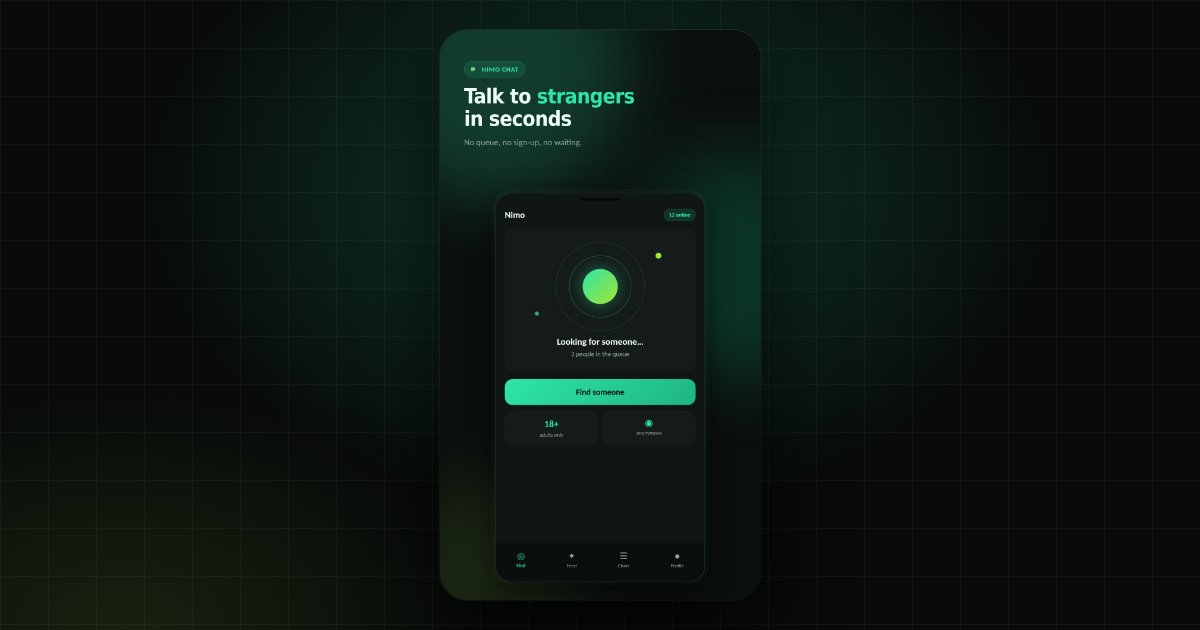 NIMO CHAT
Talk to strangers
in seconds
No queue, no sign-up, no waiting.
Nimo
12 online
Looking for someone...
3 people in the queue
Find someone
18+
adults only
anonymous
Find
Feed
Chats
Profile